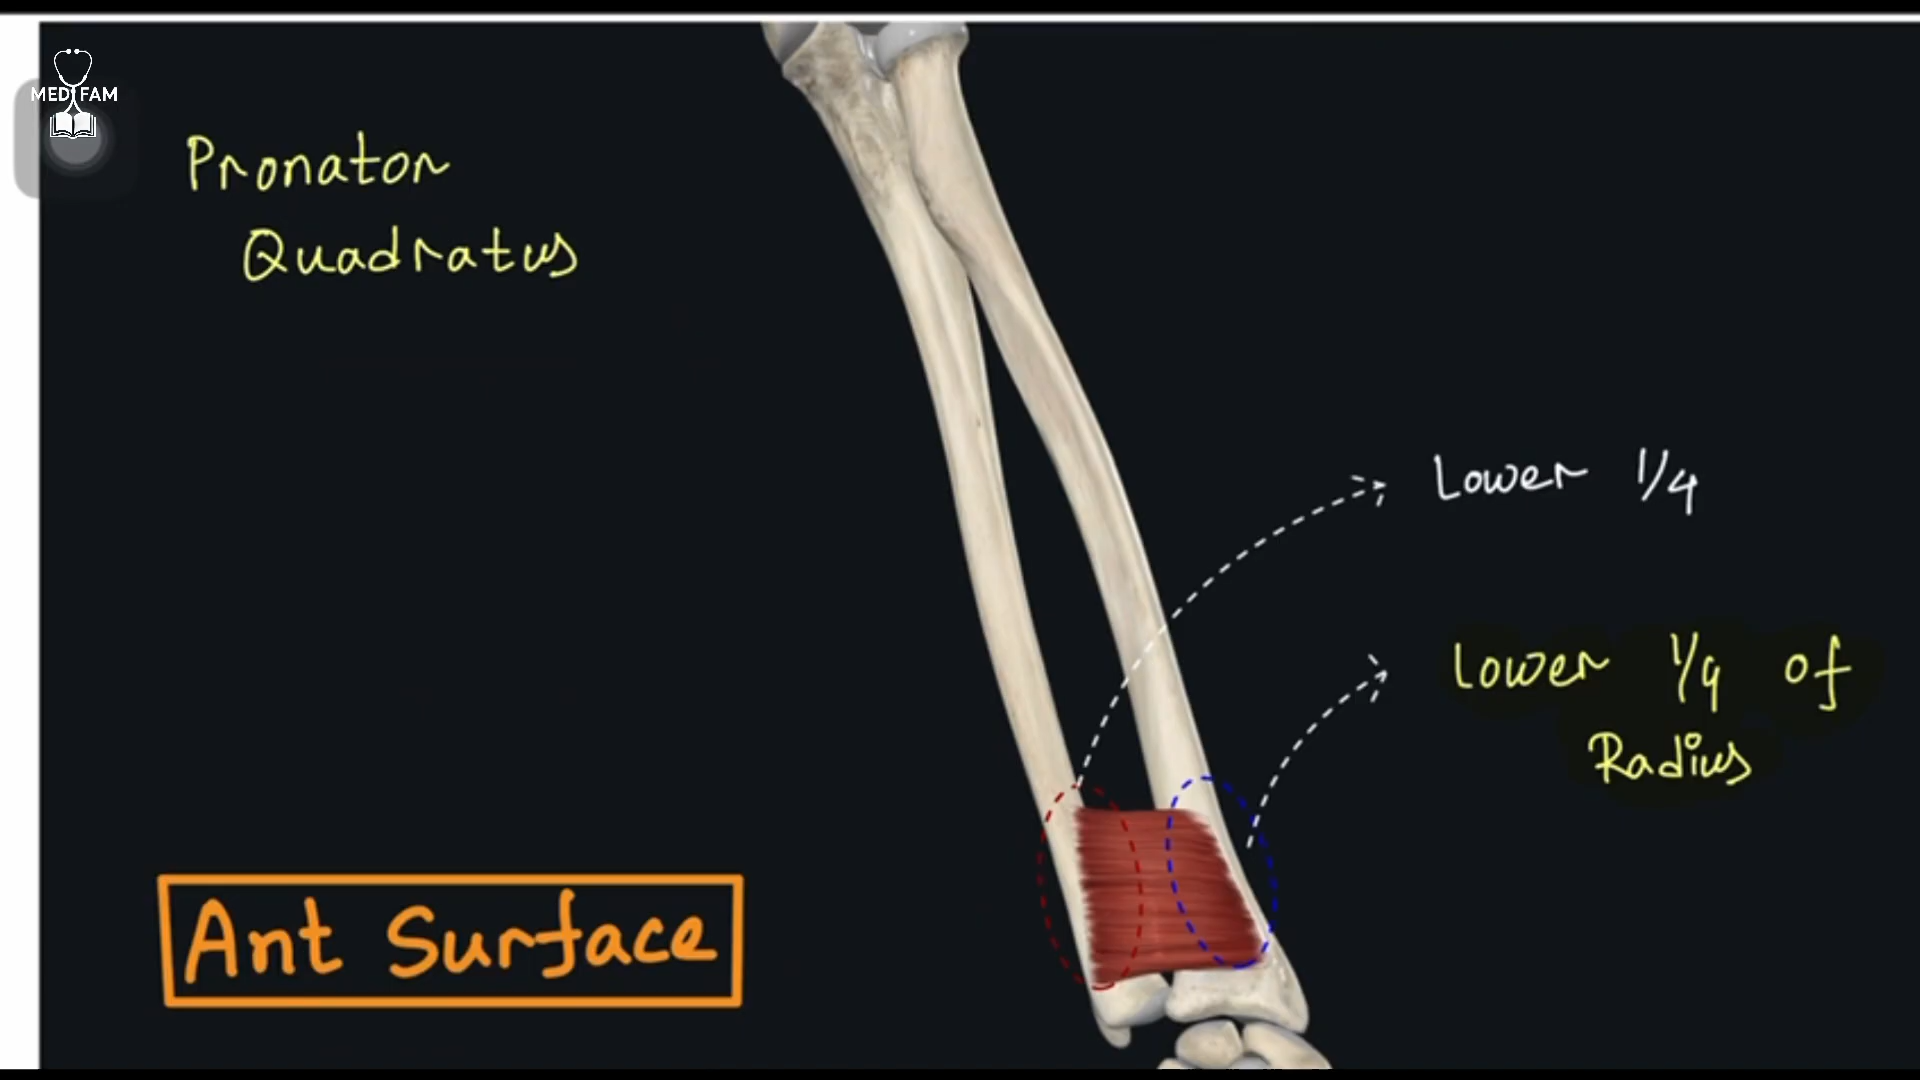 MEDIFAM
Pronator
Quadratus
Lower 1/4
Lower 1/4 of
Radius
Ant Surface